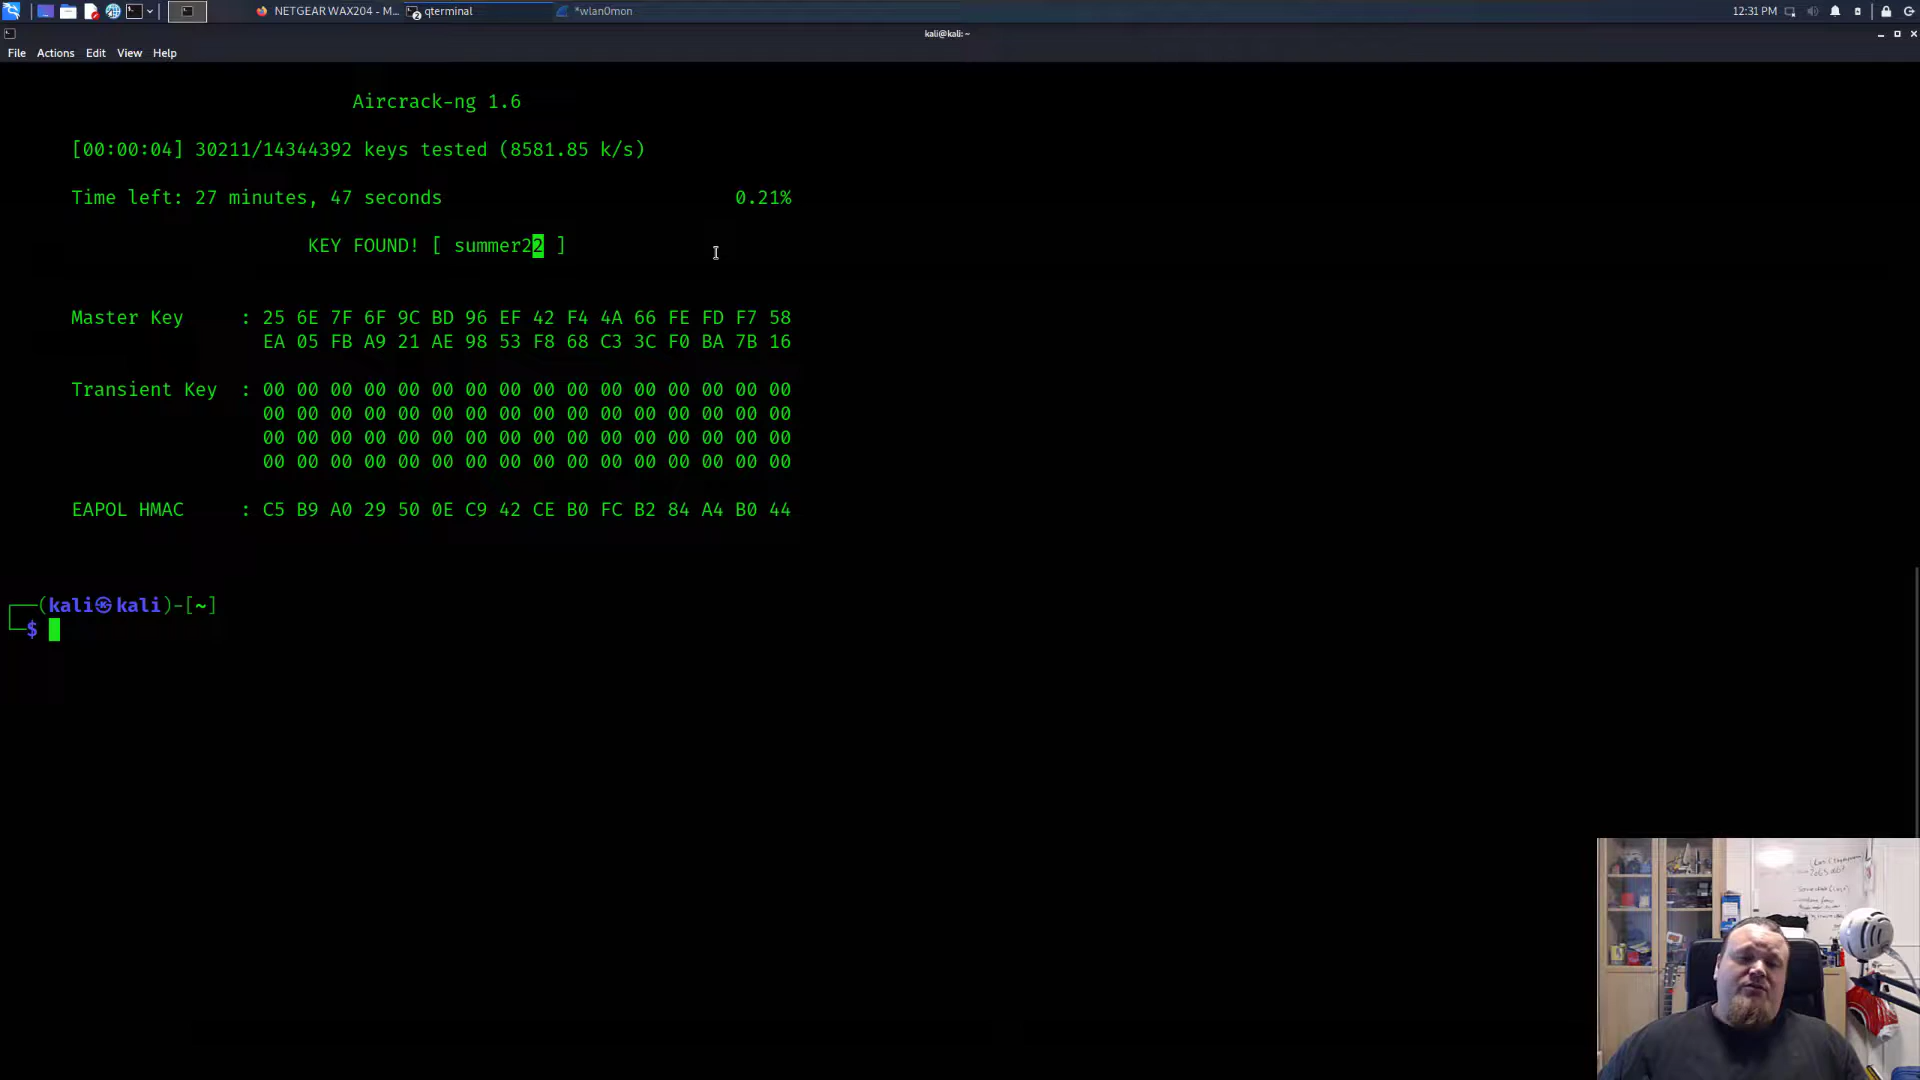 NETGEAR WAX204 - M...
qterminal
*wlan0mon
12:31 PM
kali@kali: ~
File Actions Edit View Help
Aircrack-ng 1.6
[00:00:04] 30211/14344392 keys tested (8581.85 k/s)
Time left: 27 minutes, 47 seconds 0.21%
KEY FOUND! [ summer22 ]
Master Key : 25 6E 7F 6F 9C BD 96 EF 42 F4 4A 66 FE FD F7 58
EA 05 FB A9 21 AE 98 53 F8 68 C3 3C F0 BA 7B 16
Transient Key : 00 00 00 00 00 00 00 00 00 00 00 00 00 00 00 00
00 00 00 00 00 00 00 00 00 00 00 00 00 00 00 00
00 00 00 00 00 00 00 00 00 00 00 00 00 00 00 00
00 00 00 00 00 00 00 00 00 00 00 00 00 00 00 00
EAPOL HMAC : C5 B9 A0 29 50 0E C9 42 CE B0 FC B2 84 A4 B0 44
(kali㉿kali)-[~]
$